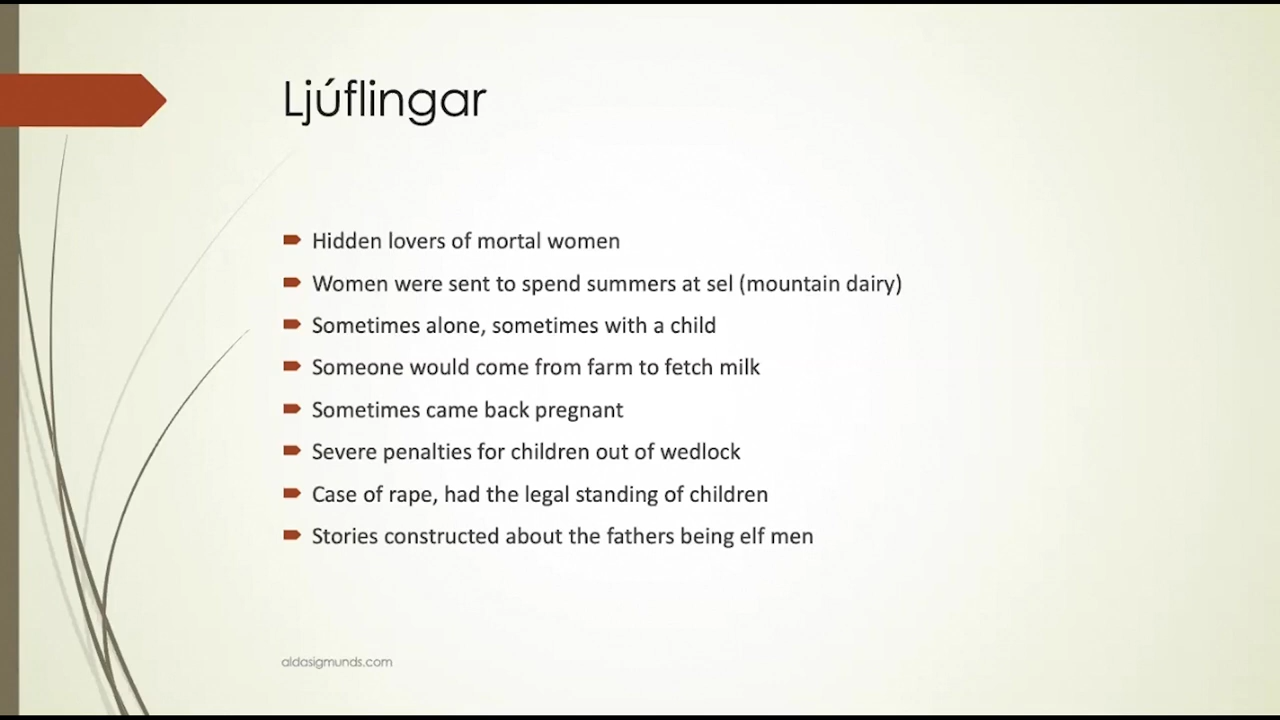 Ljúflingar
Hidden lovers of mortal women
Women were sent to spend summers at sel (mountain dairy)
Sometimes alone, sometimes with a child
Someone would come from farm to fetch milk
Sometimes came back pregnant
Severe penalties for children out of wedlock
Case of rape, had the legal standing of children
Stories constructed about the fathers being elf men
aldasigmunds.com